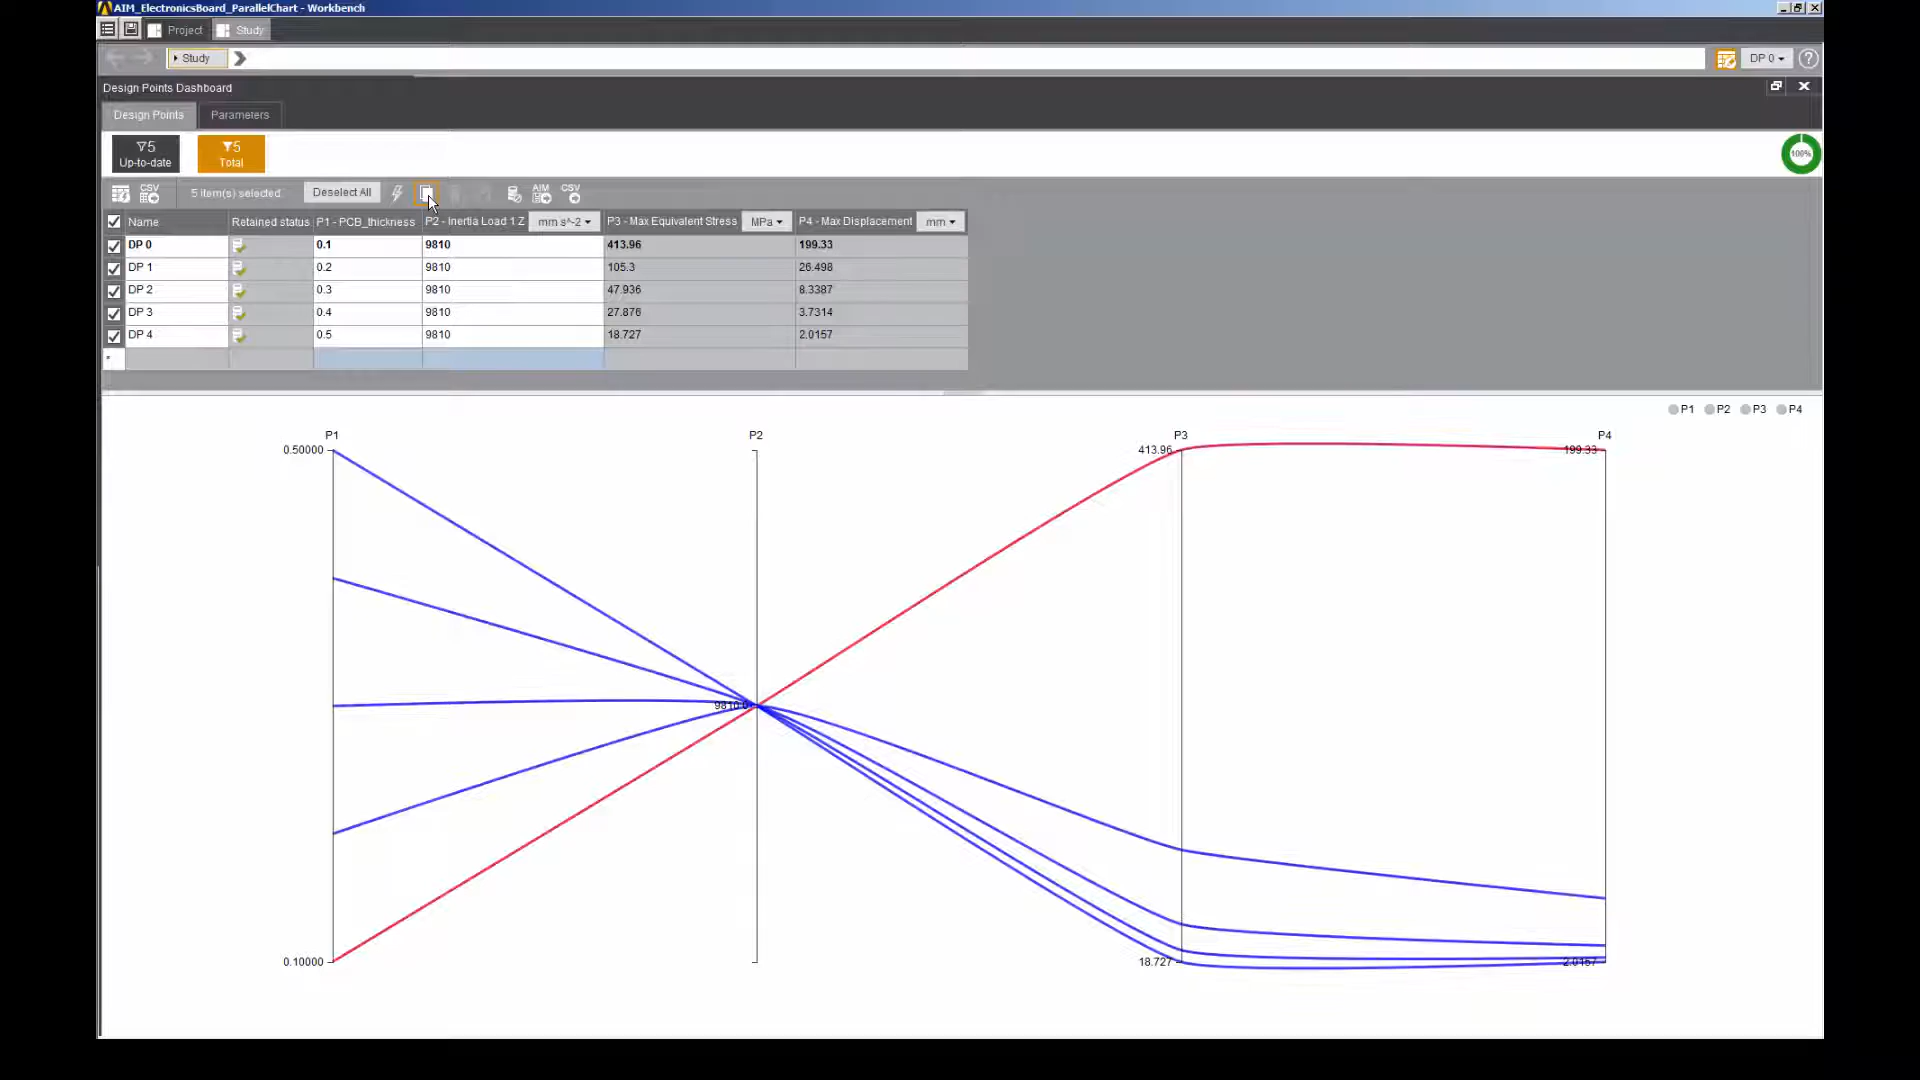 AIM_ElectronicsBoard_ParallelChart - Workbench
Project Study
Study DP 0
Design Points Dashboard
Design Points Parameters
5 5
Up-to-date Total 100%
CSV 5 item(s) selected Deselect All AIM CSV
Name Retained status P1 - PCB_thickness P2 - Inertia Load 1 Z mm s^-2 P3 - Max Equivalent Stress MPa P4 - Max Displacement mm
DP 0 0.1 9810 413.96 199.33
DP 1 0.2 9810 105.3 26.498
DP 2 0.3 9810 47.936 8.3387
DP 3 0.4 9810 27.876 3.7314
DP 4 0.5 9810 18.727 2.0157
*
P1 P2 P3 P4
P1 P2 P3 P4
0.50000 413.96 199.33
9810.0
0.10000 18.727 2.0157